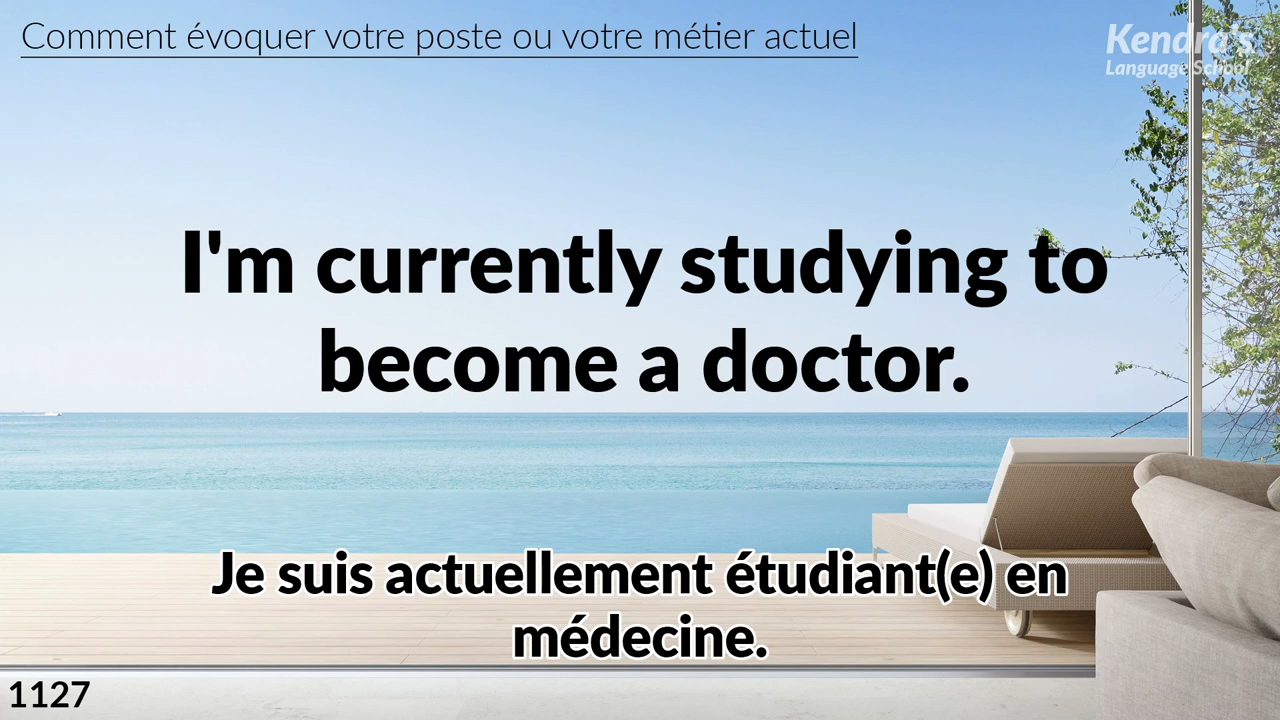 Comment évoquer votre poste ou votre métier actuel
Kendra's
Language School
I'm currently studying to
become a doctor.
Je suis actuellement étudiant(e) en
médecine.
1127